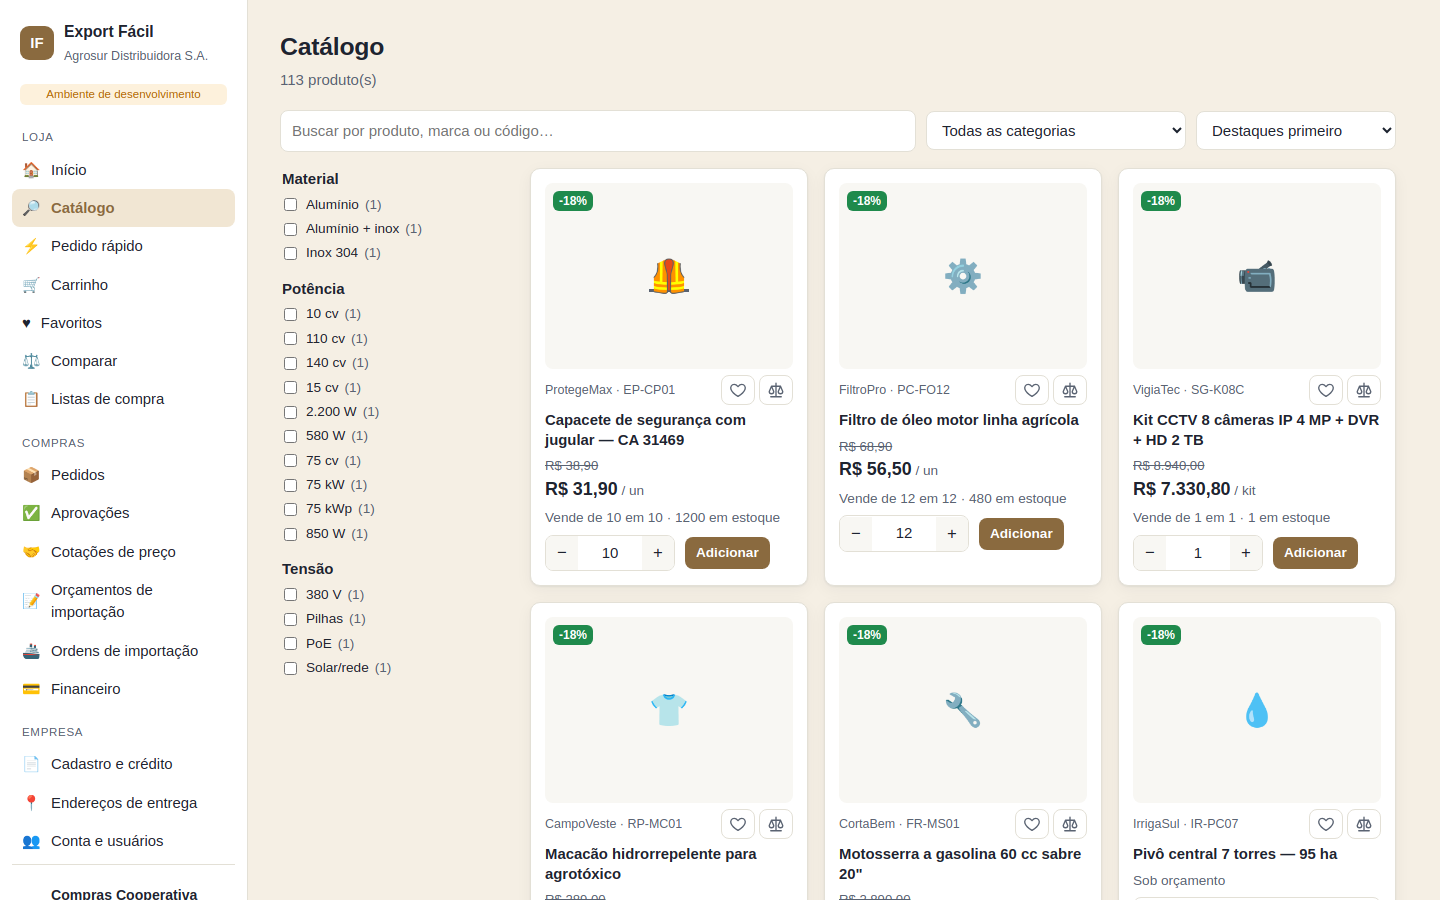 IF
Export Fácil
Agrosur Distribuidora S.A.
Ambiente de desenvolvimento
LOJA
Início
Catálogo
Pedido rápido
Carrinho
Favoritos
Comparar
Listas de compra
COMPRAS
Pedidos
Aprovações
Cotações de preço
Orçamentos de
importação
Ordens de importação
Financeiro
EMPRESA
Cadastro e crédito
Endereços de entrega
Conta e usuários
Compras Cooperativa
Catálogo
113 produto(s)
Buscar por produto, marca ou código…
Todas as categorias
Destaques primeiro
Material
Alumínio (1)
Alumínio + inox (1)
Inox 304 (1)
Potência
10 cv (1)
110 cv (1)
140 cv (1)
15 cv (1)
2.200 W (1)
580 W (1)
75 cv (1)
75 kW (1)
75 kWp (1)
850 W (1)
Tensão
380 V (1)
Pilhas (1)
PoE (1)
Solar/rede (1)
-18%
ProtegeMax · EP-CP01
Capacete de segurança com
jugular — CA 31469
R$ 38,90
R$ 31,90 / un
Vende de 10 em 10 · 1200 em estoque
− 10 + Adicionar
-18%
FiltroPro · PC-FO12
Filtro de óleo motor linha agrícola
R$ 68,90
R$ 56,50 / un
Vende de 12 em 12 · 480 em estoque
− 12 + Adicionar
-18%
VigiaTec · SG-K08C
Kit CCTV 8 câmeras IP 4 MP + DVR
+ HD 2 TB
R$ 8.940,00
R$ 7.330,80 / kit
Vende de 1 em 1 · 1 em estoque
− 1 + Adicionar
-18%
CampoVeste · RP-MC01
Macacão hidrorrepelente para
agrotóxico
R$ 389,00
-18%
CortaBem · FR-MS01
Motosserra a gasolina 60 cc sabre
20"
R$ 2.890,00
-18%
IrrigaSul · IR-PC07
Pivô central 7 torres — 95 ha
Sob orçamento